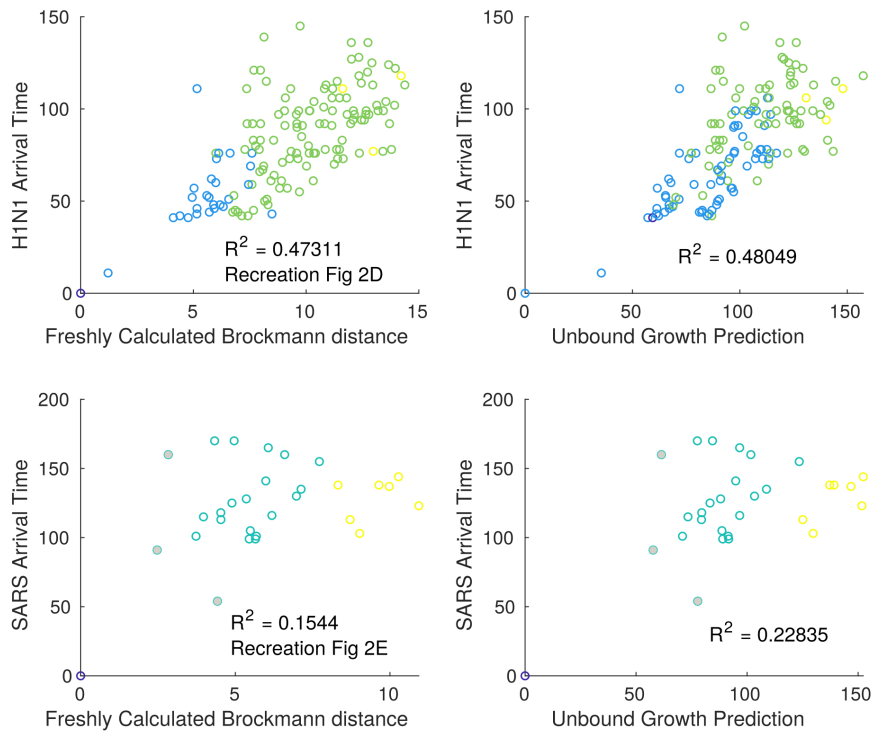 150
100
50
0
H1N1 Arrival Time
R² = 0.47311
Recreation Fig 2D
0 5 10 15
Freshly Calculated Brockmann distance
150
100
50
0
H1N1 Arrival Time
R² = 0.48049
0 50 100 150
Unbound Growth Prediction
200
150
100
50
0
SARS Arrival Time
R² = 0.1544
Recreation Fig 2E
0 5 10
Freshly Calculated Brockmann distance
200
150
100
50
0
SARS Arrival Time
R² = 0.22835
0 50 100 150
Unbound Growth Prediction